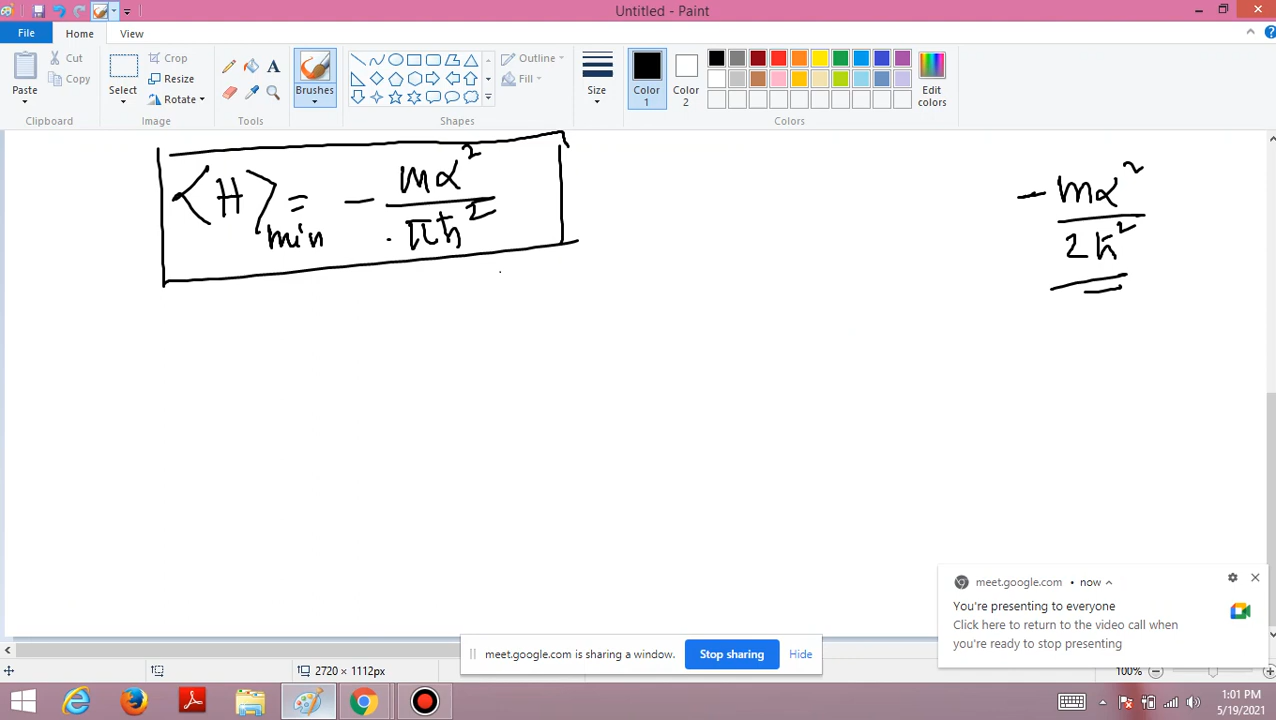 Untitled - Paint
File Home View
Paste
Cut
Copy
Clipboard
Select
Crop
Resize
Rotate
Image
A
Tools
Brushes
Shapes
Outline
Fill
Size
Color 1
Color 2
Edit colors
Colors
<H>min = - mα² / πħ²
- mα² / 2ħ²
meet.google.com • now
You're presenting to everyone
Click here to return to the video call when
you're ready to stop presenting
meet.google.com is sharing a window. Stop sharing Hide
2720 × 1112px
100%
1:01 PM
5/19/2021